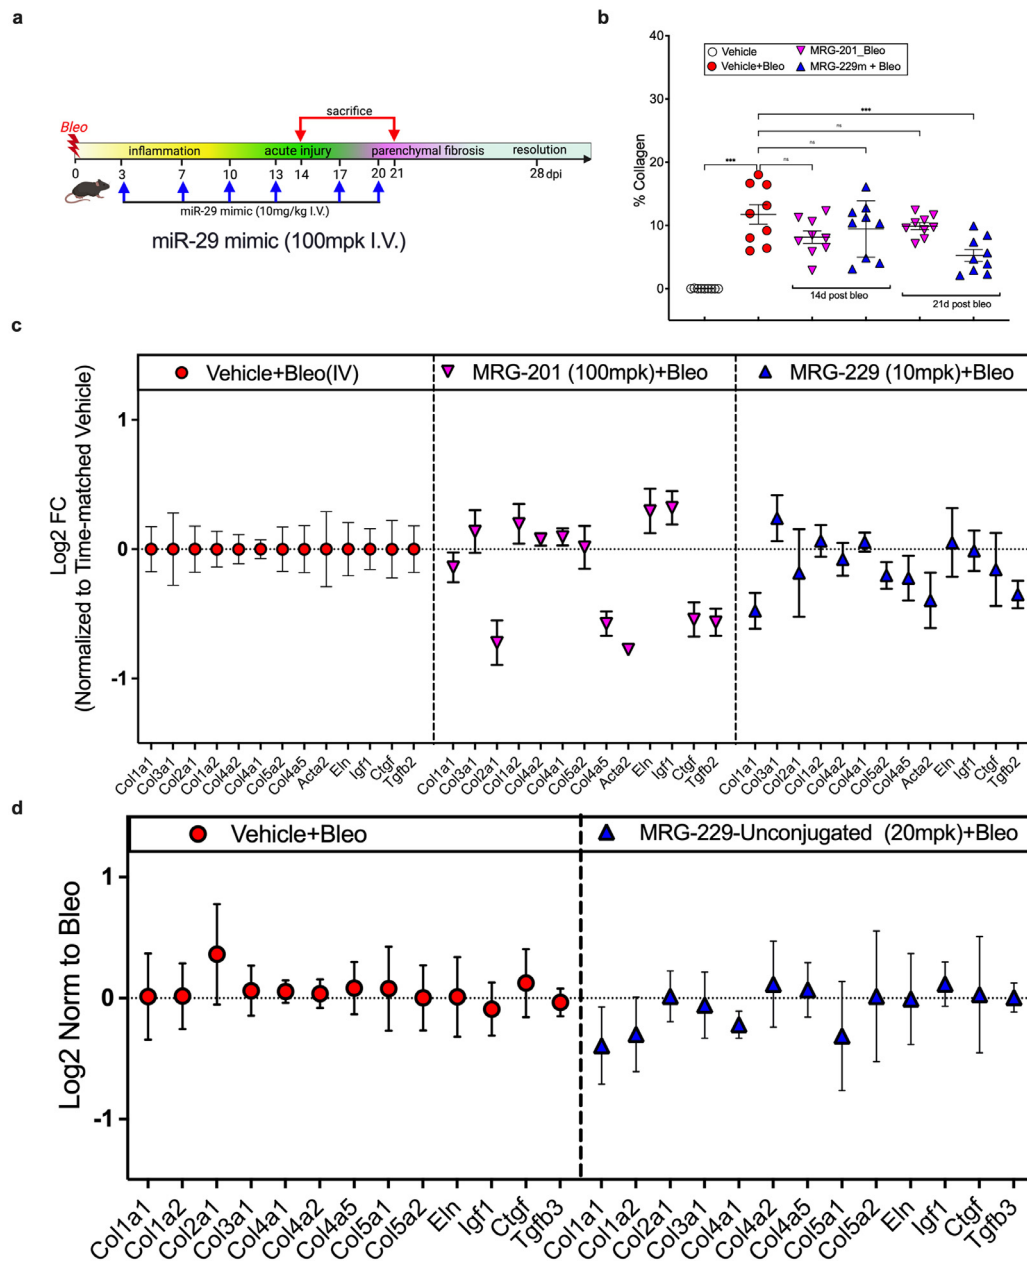 a
sacrifice
Bleo
inflammation acute injury parenchymal fibrosis resolution
0 3 7 10 13 14 17 20 21 28 dpi
miR-29 mimic (10mg/kg I.V.)
miR-29 mimic (100mpk I.V.)
b
Vehicle MRG-201_Bleo
Vehicle+Bleo MRG-229m + Bleo
% Collagen
40
30
20
10
0
***
ns
ns
*** ns
14d post bleo 21d post bleo
c
Vehicle+Bleo(IV) MRG-201 (100mpk)+Bleo MRG-229 (10mpk)+Bleo
Log2 FC
(Normalized to Time-matched Vehicle)
1
0
-1
Col1a1 Col3a1 Col2a1 Col1a2 Col4a2 Col4a1 Col5a2 Col4a5 Acta2 Eln Igf1 Ctgf Tgfb2
Col1a1 Col3a1 Col2a1 Col1a2 Col4a2 Col4a1 Col5a2 Col4a5 Acta2 Eln Igf1 Ctgf Tgfb2
Col1a1 Col3a1 Col2a1 Col1a2 Col4a2 Col4a1 Col5a2 Col4a5 Acta2 Eln Igf1 Ctgf Tgfb2
d
Vehicle+Bleo MRG-229-Unconjugated (20mpk)+Bleo
Log2 Norm to Bleo
1
0
-1
Col1a1 Col1a2 Col2a1 Col3a1 Col4a1 Col4a2 Col4a5 Col5a1 Col5a2 Eln Igf1 Ctgf Tgfb3
Col1a1 Col1a2 Col2a1 Col3a1 Col4a1 Col4a2 Col4a5 Col5a1 Col5a2 Eln Igf1 Ctgf Tgfb3